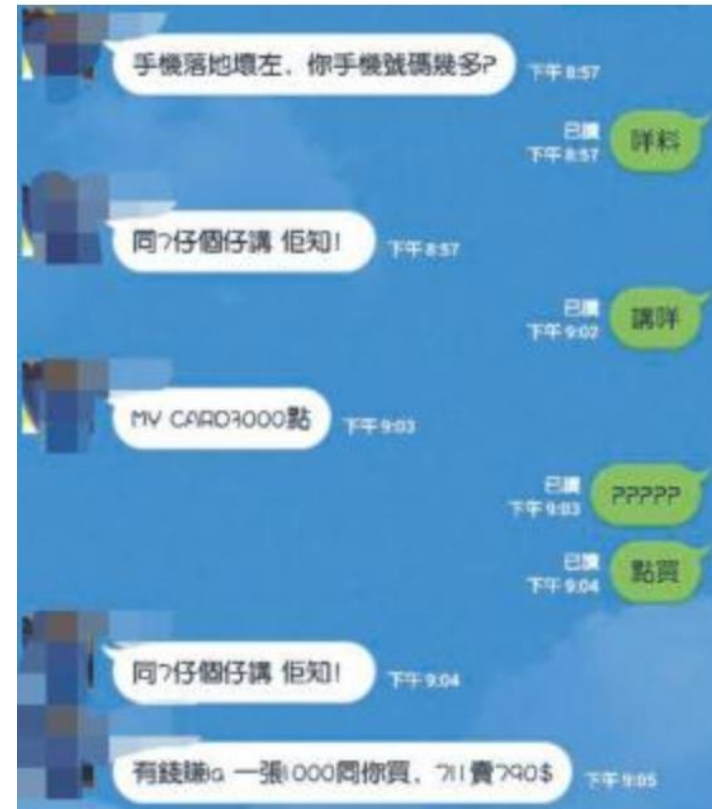 手機落地壞左, 你手機號碼幾多?
下午 8:57
已讀
下午 8:57
咩料
同7仔個仔講 佢知!
下午 8:57
已讀
下午 9:02
講咩
MY CARD3000點
下午 9:03
已讀
下午 9:03
?????
已讀
下午 9:04
點買
同7仔個仔講 佢知!
下午 9:04
有錢賺la 一張1000同你買, 711賣790$
下午 9:05